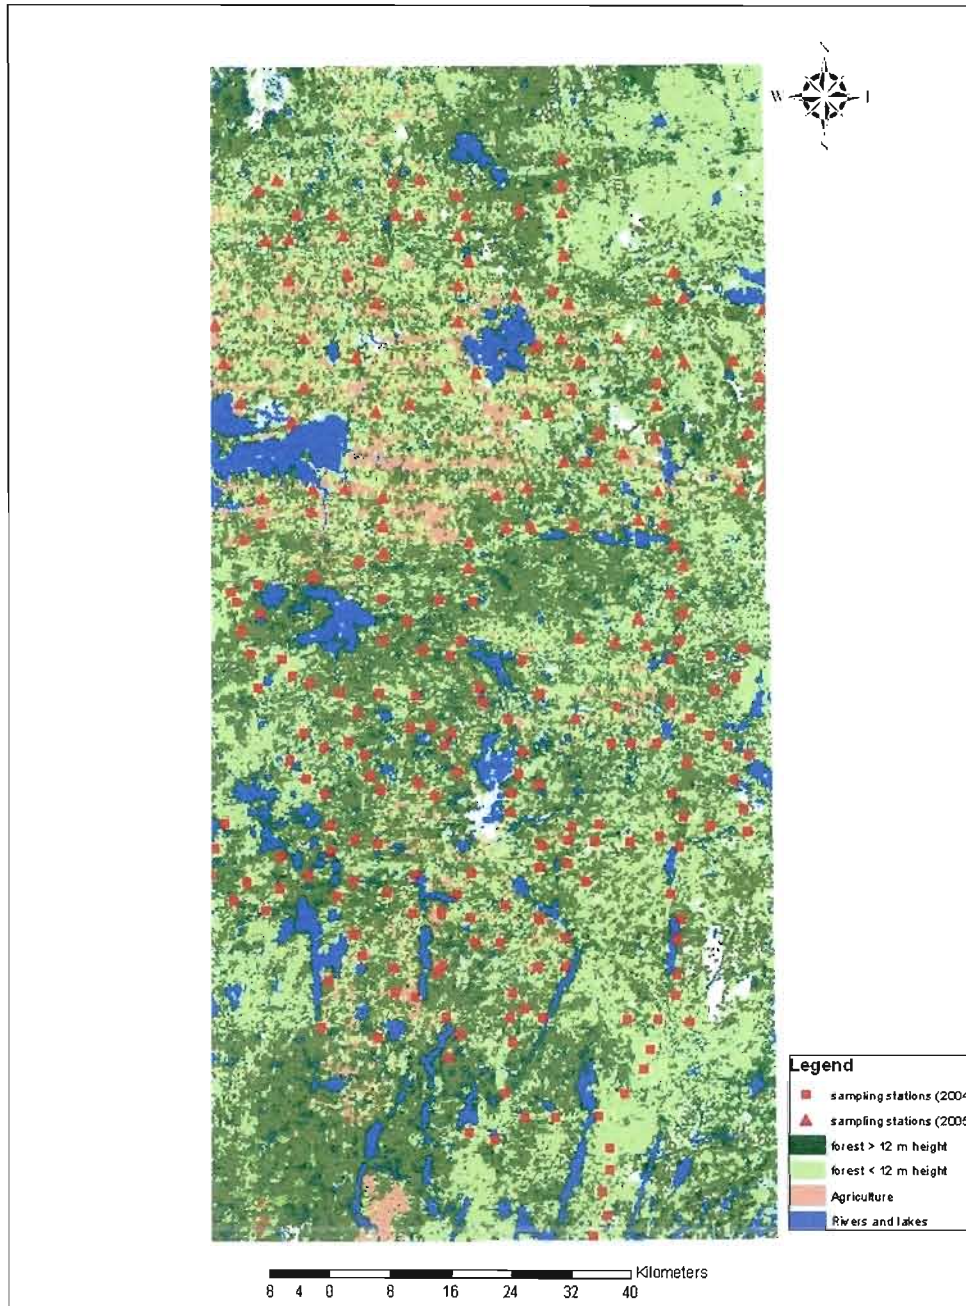 W
Legend
sampling stations (2004
sampling stations (2005
forest > 12 m height
forest < 12 m height
Agriculture
Rivers and lakes
Kilometers
8 4 0 8 16 24 32 40